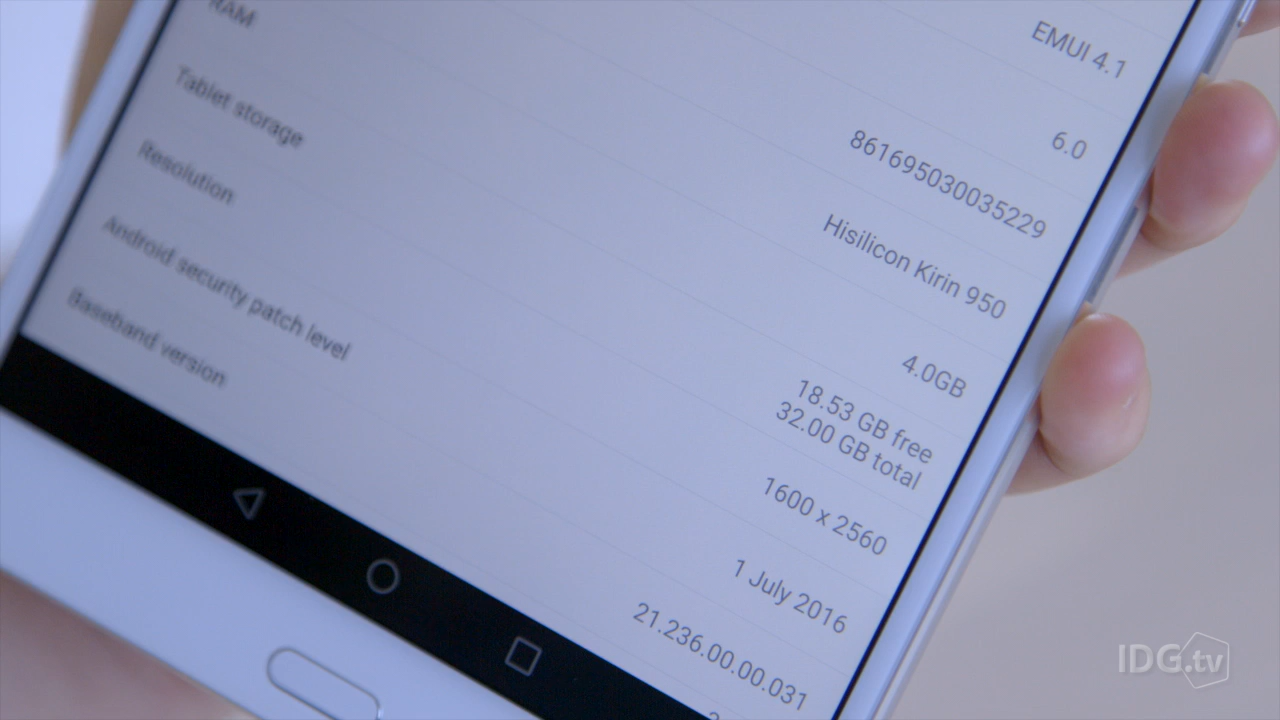 EMUI 4.1
6.0
861695030035229
Hisilicon Kirin 950
RAM
4.0GB
Tablet storage
18.53 GB free
32.00 GB total
Resolution
1600 x 2560
Android security patch level
1 July 2016
Baseband version
21.236.00.00.031
IDG.tv